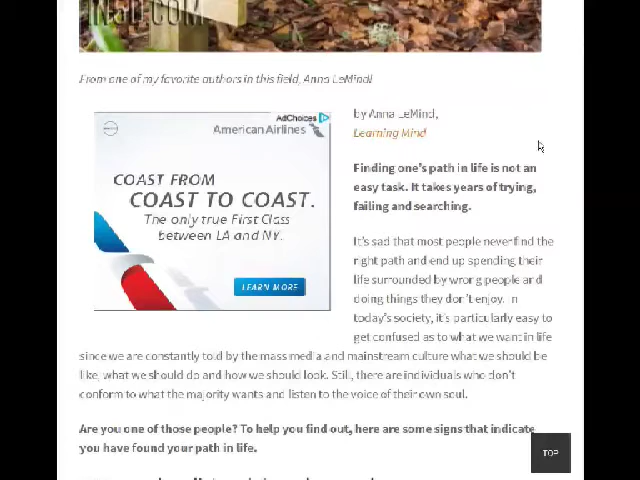 From one of my favorite authors in this field, Anna LeMind!
AdChoices
American Airlines
COAST FROM
COAST TO COAST.
The only true First Class
between LA and NY.
LEARN MORE
by Anna LeMind,
Learning Mind
Finding one's path in life is not an
easy task. It takes years of trying,
failing and searching.
It's sad that most people never find the
right path and end up spending their
life surrounded by wrong people and
doing things they don't enjoy. In
today's society, it's particularly easy to
get confused as to what we want in life
since we are constantly told by the mass media and mainstream culture what we should be
like, what we should do and how we should look. Still, there are individuals who don't
conform to what the majority wants and listen to the voice of their own soul.
Are you one of those people? To help you find out, here are some signs that indicate
you have found your path in life.
TOP